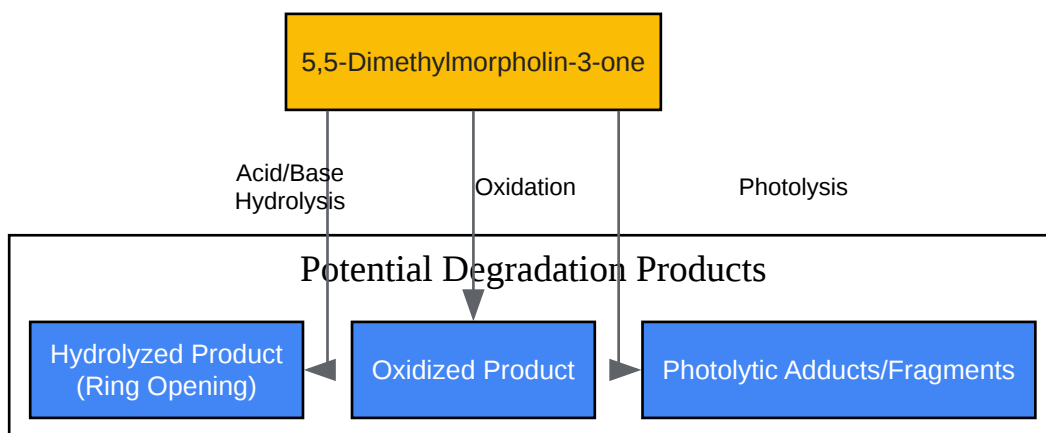 5,5-Dimethylmorpholin-3-one
Acid/Base
Hydrolysis
Oxidation
Photolysis
Potential Degradation Products
Hydrolyzed Product
(Ring Opening)
Oxidized Product
Photolytic Adducts/Fragments